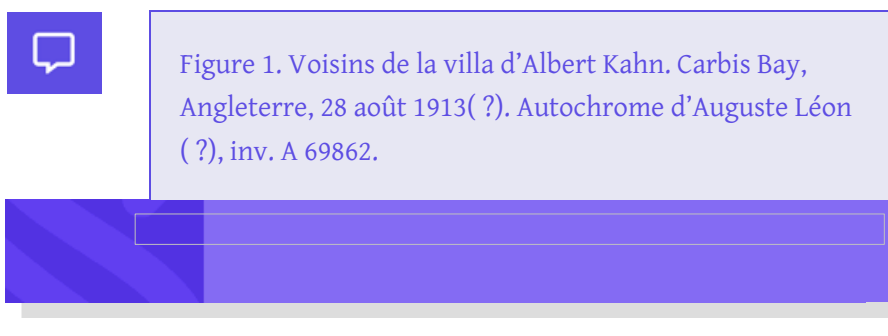 Figure 1. Voisins de la villa d’Albert Kahn. Carbis Bay,
Angleterre, 28 août 1913( ?). Autochrome d’Auguste Léon
( ?), inv. A 69862.